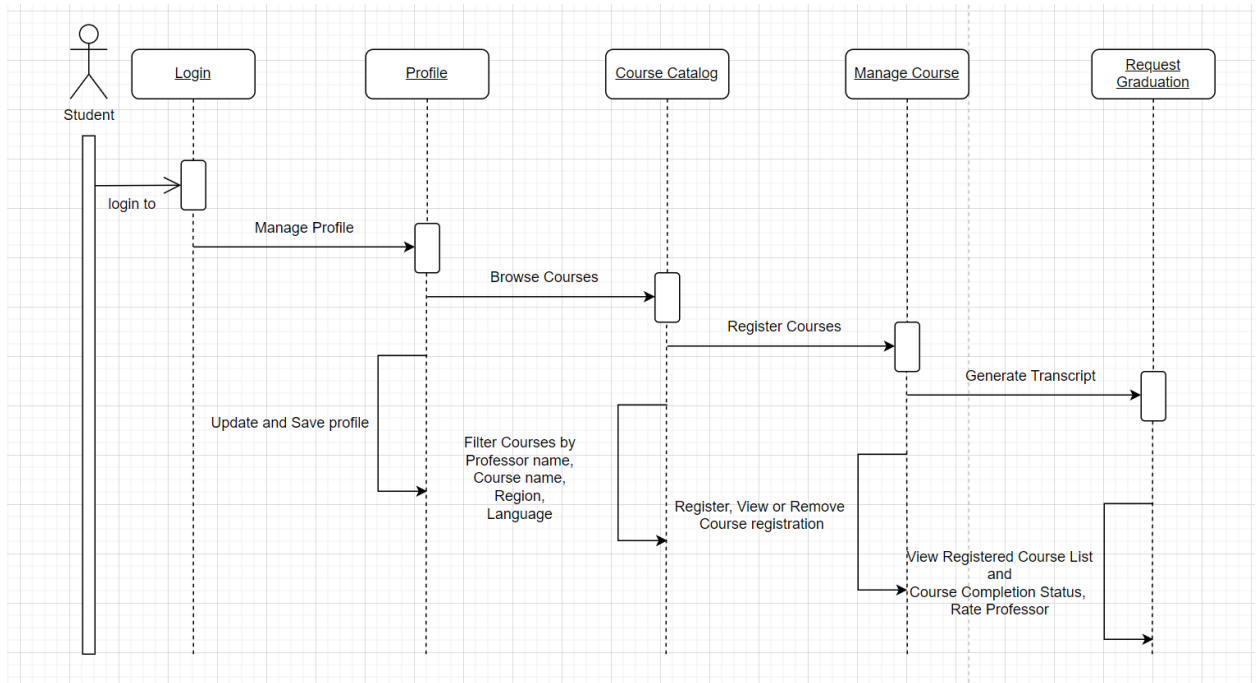 Login
Profile
Course Catalog
Manage Course
Request
Graduation
Student
login to
Manage Profile
Browse Courses
Register Courses
Generate Transcript
Update and Save profile
Filter Courses by
Professor name,
Course name,
Region,
Language
Register, View or Remove
Course registration
View Registered Course List
and
Course Completion Status,
Rate Professor